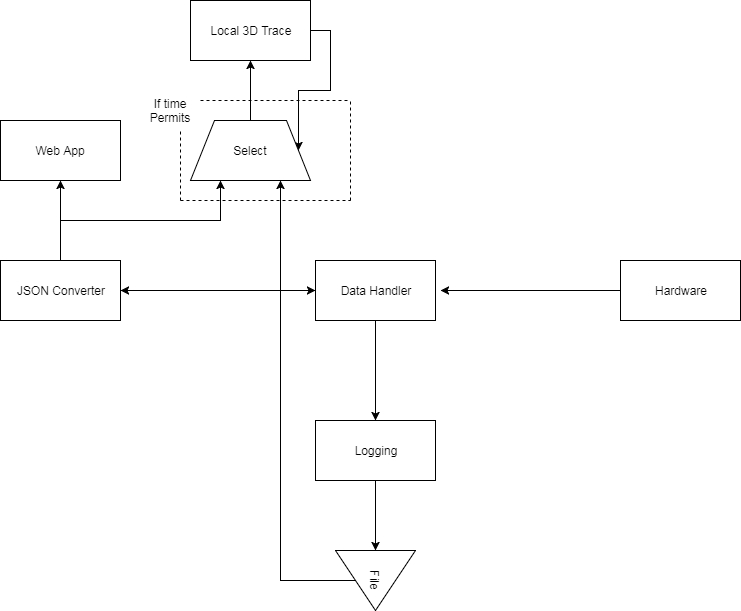 Local 3D Trace
If time
Permits
Web App
Select
JSON Converter
Data Handler
Hardware
Logging
File